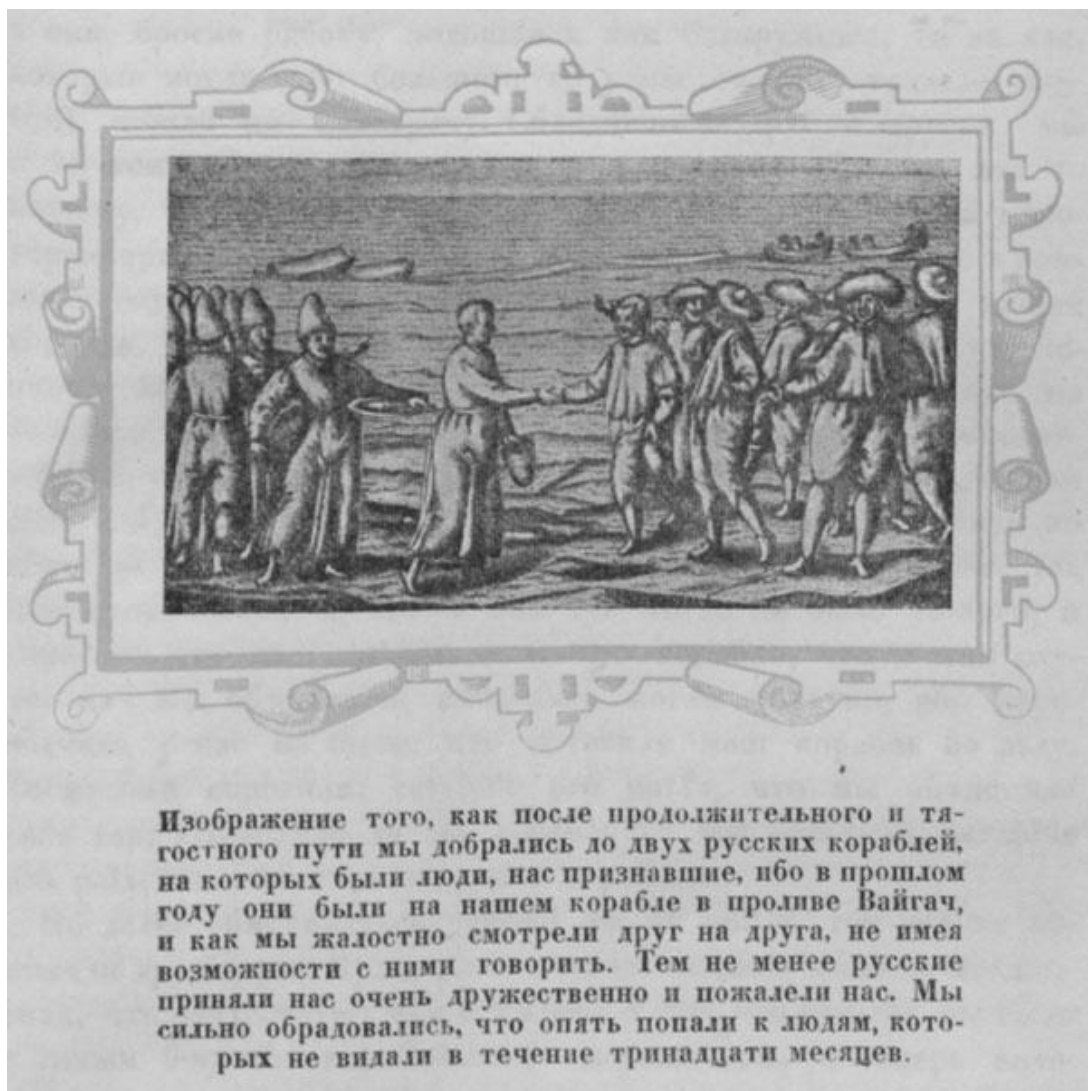 Изображение того, как после продолжительного и тя-
гостного пути мы добрались до двух русских кораблей,
на которых были люди, нас признавшие, ибо в прошлом
году они были на нашем корабле в проливе Вайгач,
и как мы жалостно смотрели друг на друга, не имея
возможности с ними говорить. Тем не менее русские
приняли нас очень дружественно и пожалели нас. Мы
сильно обрадовались, что опять попали к людям, кото-
рых не видали в течение тринадцати месяцев.